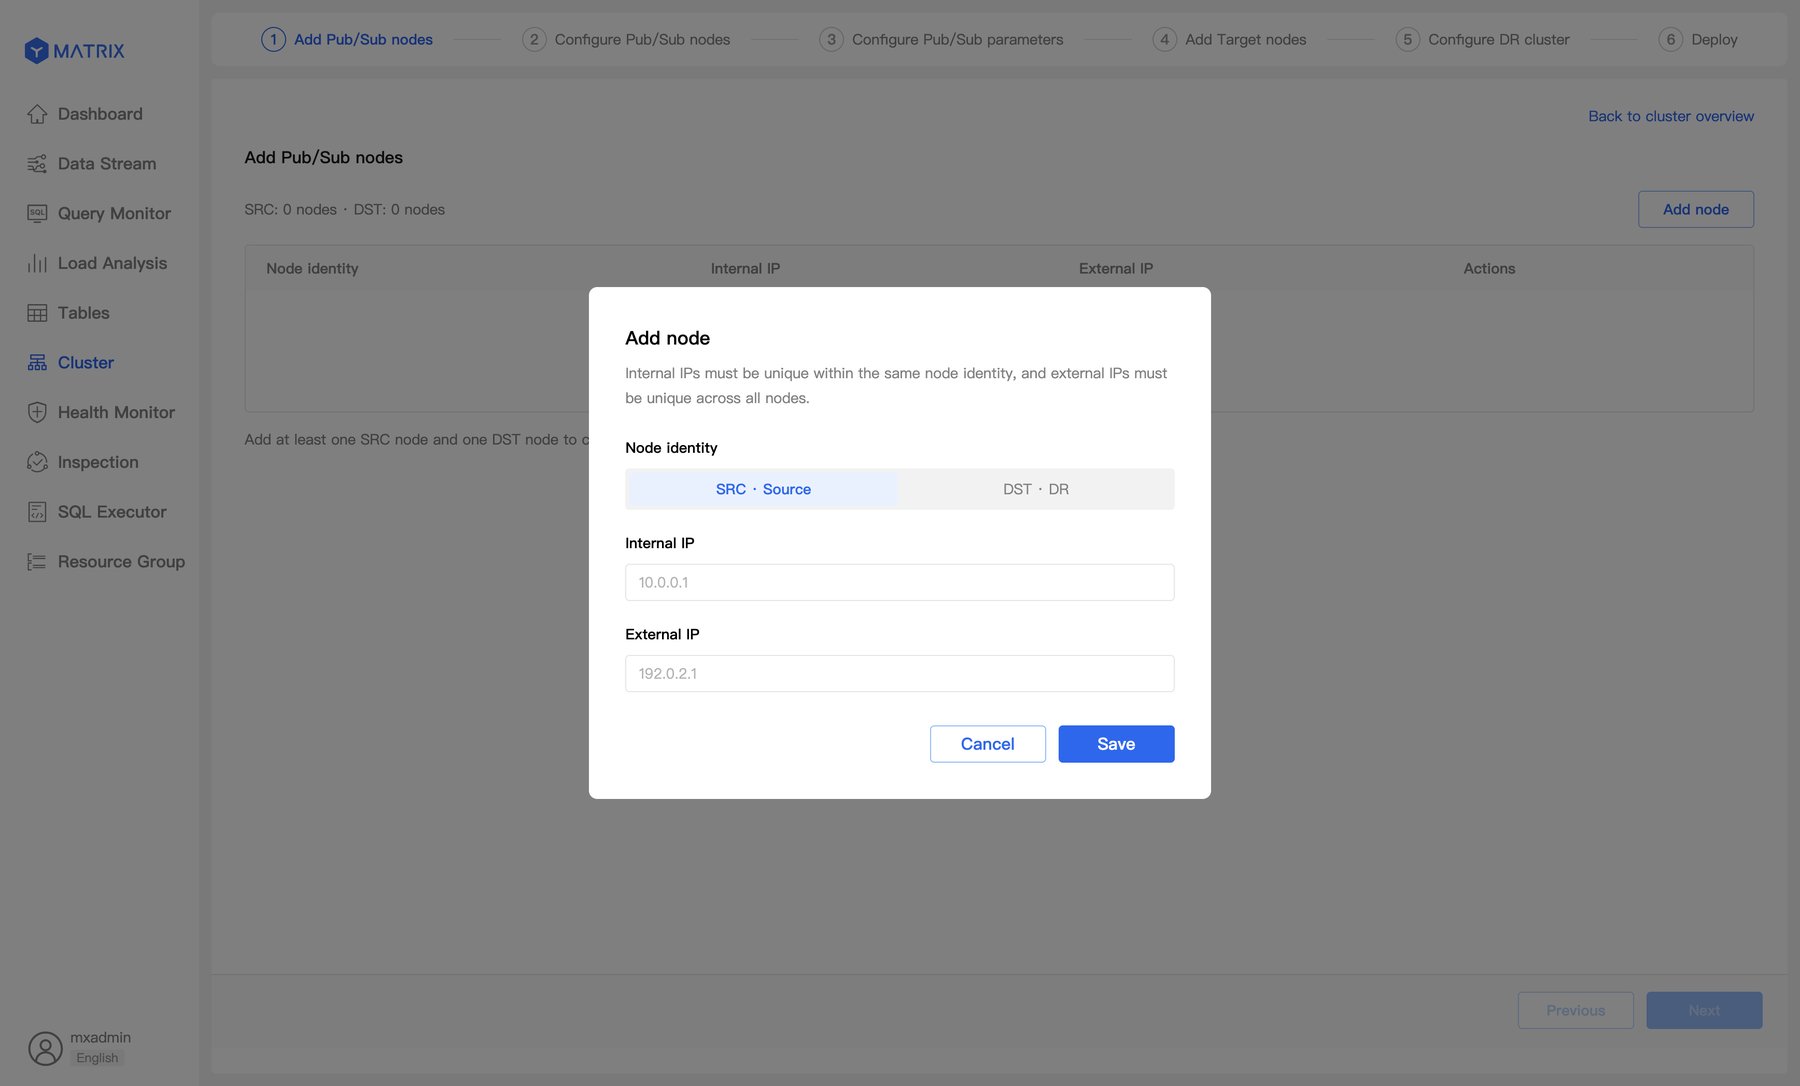 MATRIX
1 Add Pub/Sub nodes
2 Configure Pub/Sub nodes
3 Configure Pub/Sub parameters
4 Add Target nodes
5 Configure DR cluster
6 Deploy
Dashboard
Data Stream
Query Monitor
Load Analysis
Tables
Cluster
Health Monitor
Inspection
SQL Executor
Resource Group
mxadmin
English
Back to cluster overview
Add Pub/Sub nodes
SRC: 0 nodes · DST: 0 nodes
Add node
Node identity
Internal IP
External IP
Actions
Add at least one SRC node and one DST node to
Add node
Internal IPs must be unique within the same node identity, and external IPs must
be unique across all nodes.
Node identity
SRC · Source
DST · DR
Internal IP
10.0.0.1
External IP
192.0.2.1
Cancel
Save
Previous
Next